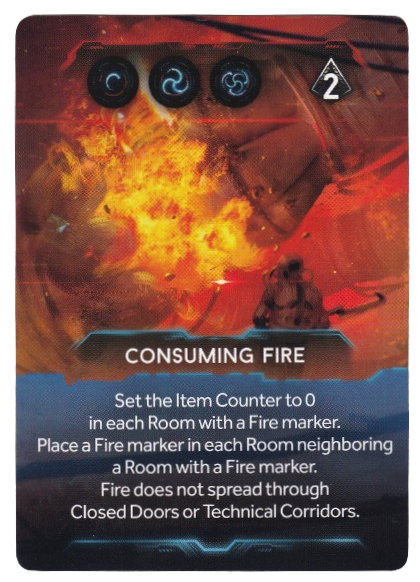 2
CONSUMING FIRE
Set the Item Counter to 0
in each Room with a Fire marker.
Place a Fire marker in each Room neighboring
a Room with a Fire marker.
Fire does not spread through
Closed Doors or Technical Corridors.